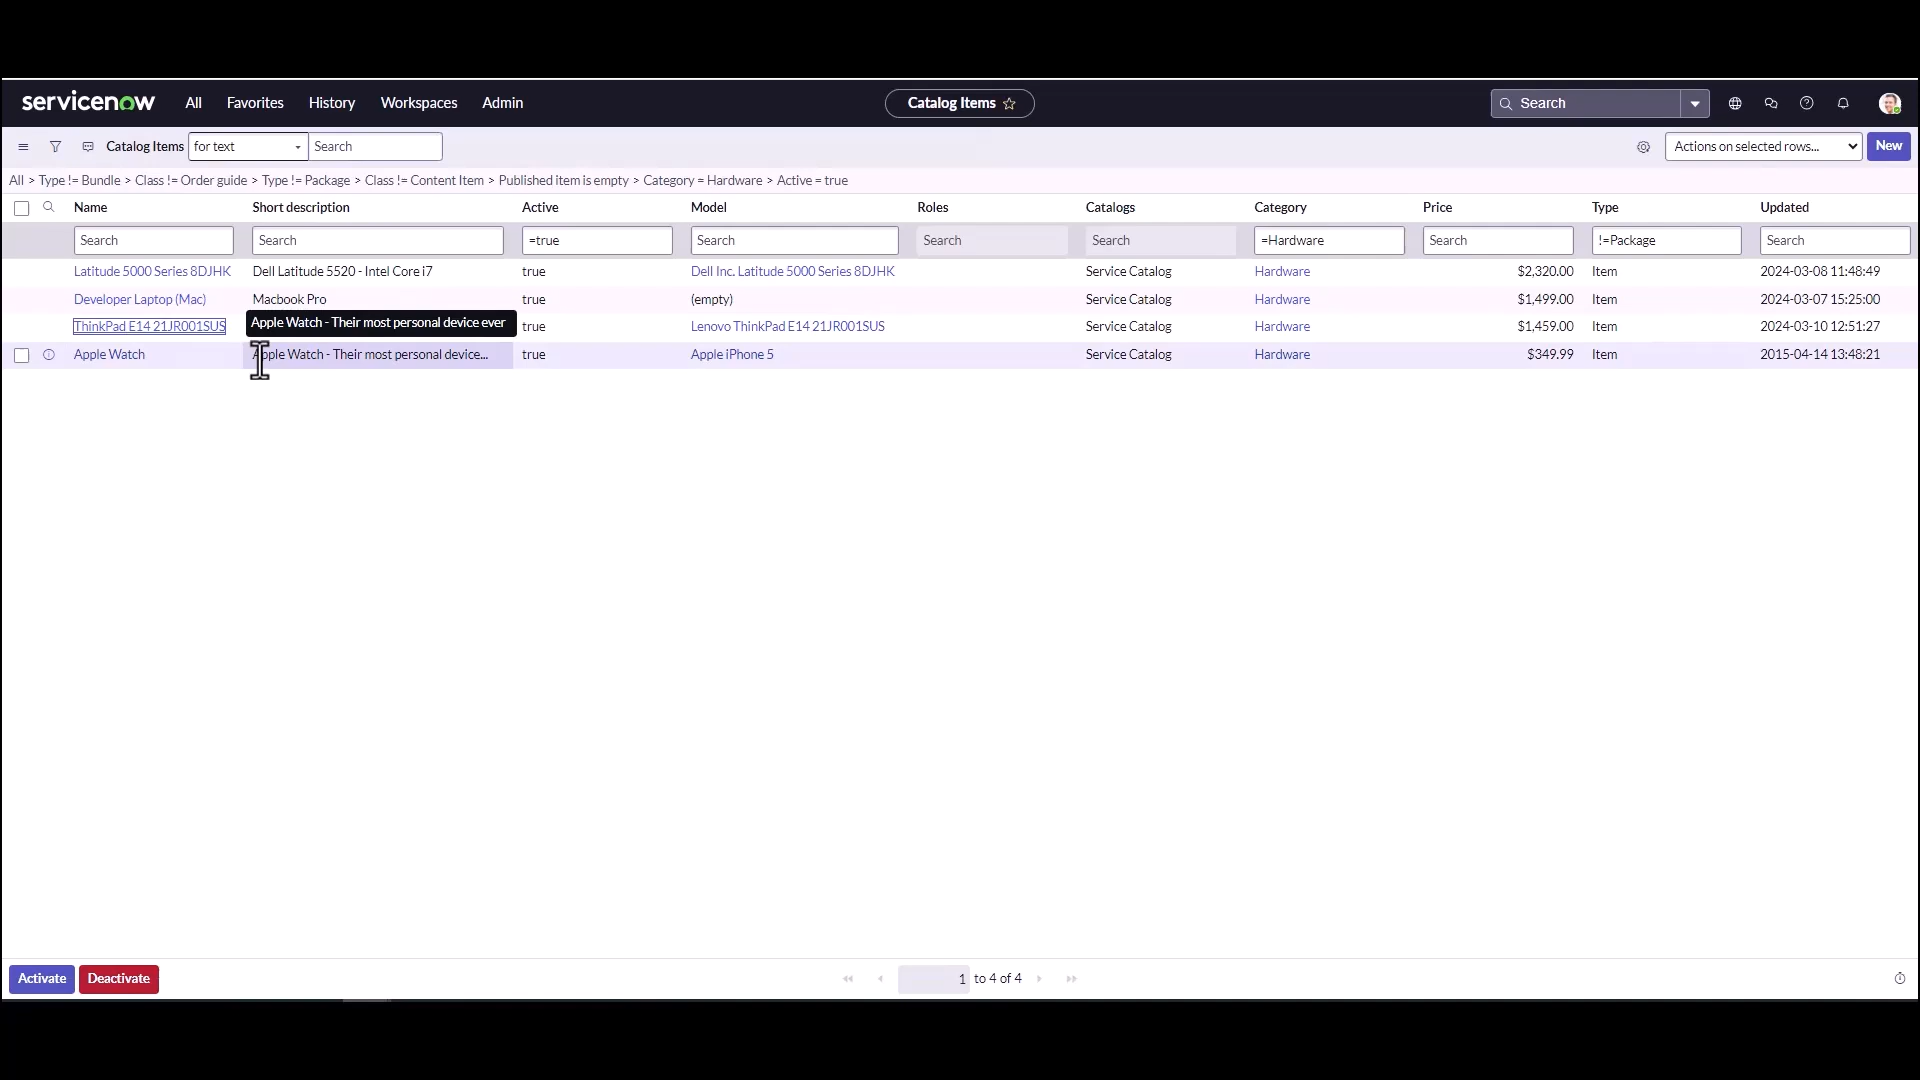 servicenow All Favorites History Workspaces Admin Catalog Items Search
Catalog Items for text Search Actions on selected rows... New
All > Type != Bundle > Class != Order guide > Type != Package > Class != Content Item > Published item is empty > Category = Hardware > Active = true
Name Short description Active Model Roles Catalogs Category Price Type Updated
Search Search =true Search Search Search =Hardware Search !=Package Search
Latitude 5000 Series 8DJHK Dell Latitude 5520 - Intel Core i7 true Dell Inc. Latitude 5000 Series 8DJHK Service Catalog Hardware $2,320.00 Item 2024-03-08 11:48:49
Developer Laptop (Mac) Macbook Pro true (empty) Service Catalog Hardware $1,499.00 Item 2024-03-07 15:25:00
ThinkPad E14 21JR001SUS Apple Watch - Their most personal device ever true Lenovo ThinkPad E14 21JR001SUS Service Catalog Hardware $1,459.00 Item 2024-03-10 12:51:27
Apple Watch Apple Watch - Their most personal device... true Apple iPhone 5 Service Catalog Hardware $349.99 Item 2015-04-14 13:48:21
Activate Deactivate 1 to 4 of 4